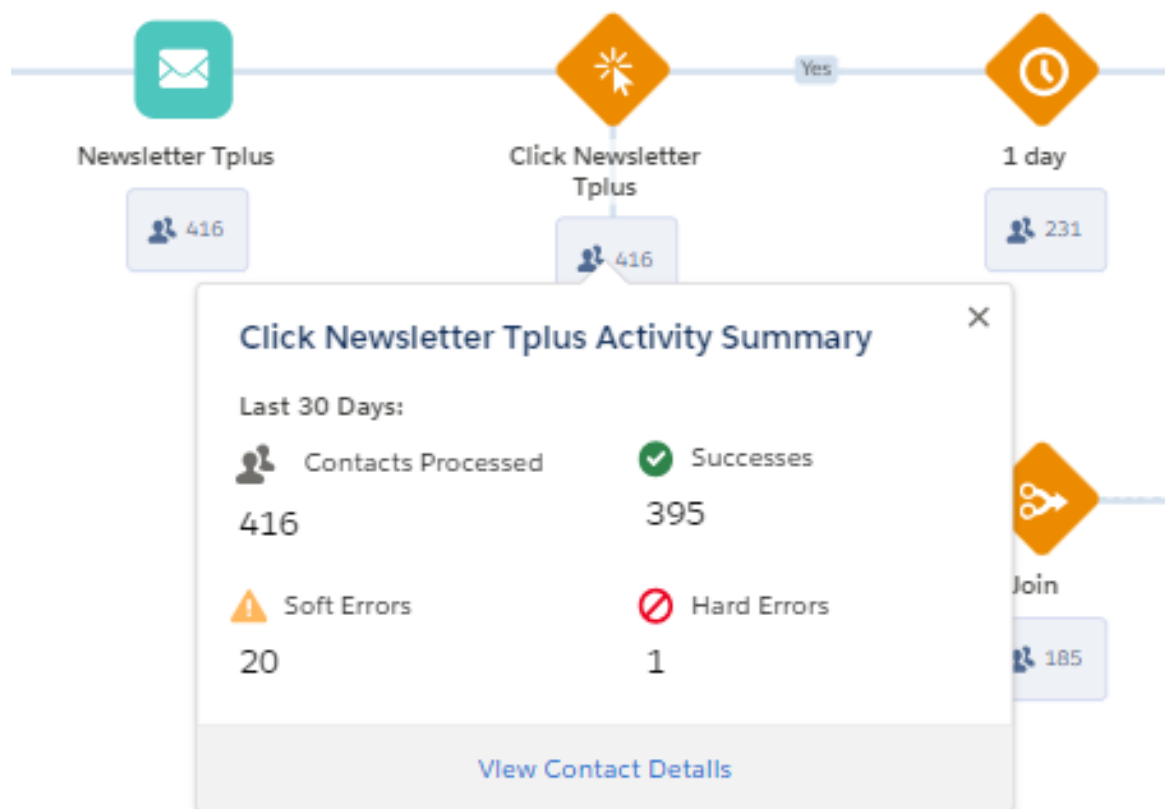 Yes
Newsletter Tplus
Click Newsletter
Tplus
1 day
416
416
231
Click Newsletter Tplus Activity Summary
Last 30 Days:
Contacts Processed
416
Successes
395
Soft Errors
20
Hard Errors
1
View Contact Details
Join
185